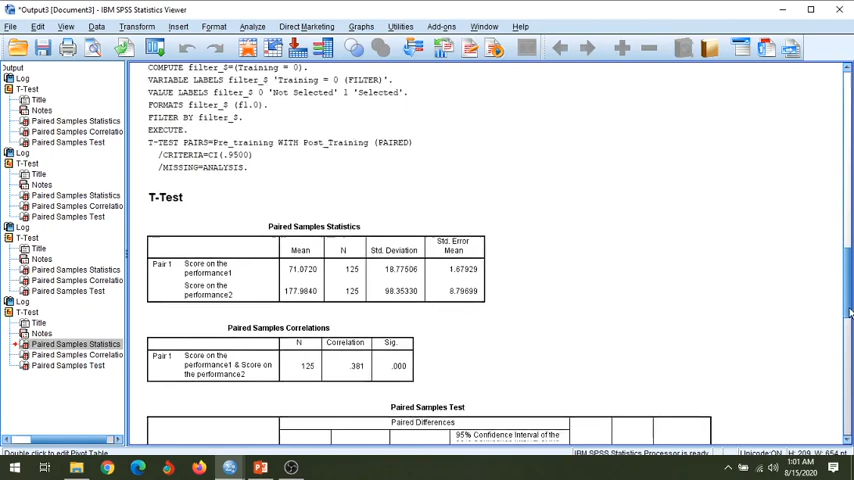 *Output3 [Document3] - IBM SPSS Statistics Viewer
File Edit View Data Transform Insert Format Analyze Direct Marketing Graphs Utilities Add-ons Window Help
Output
Log
T-Test
Title
Notes
Paired Samples Statistics
Paired Samples Correlatio
Paired Samples Test
Log
T-Test
Title
Notes
Paired Samples Statistics
Paired Samples Correlatio
Paired Samples Test
Log
T-Test
Title
Notes
Paired Samples Statistics
Paired Samples Correlatio
Paired Samples Test
Log
T-Test
Title
Notes
Paired Samples Statistics
Paired Samples Correlatio
Paired Samples Test
COMPUTE filter_$=(Training = 0).
VARIABLE LABELS filter_$ 'Training = 0 (FILTER)'.
VALUE LABELS filter_$ 0 'Not Selected' 1 'Selected'.
FORMATS filter_$ (f1.0).
FILTER BY filter_$.
EXECUTE.
T-TEST PAIRS=Pre_training WITH Post_Training (PAIRED)
/CRITERIA=CI(.9500)
/MISSING=ANALYSIS.
T-Test
Paired Samples Statistics
Mean N Std. Deviation Std. Error Mean
Pair 1 Score on the performance1 71.0720 125 18.77506 1.67929
Score on the performance2 177.9840 125 98.35330 8.79699
Paired Samples Correlations
N Correlation Sig.
Pair 1 Score on the performance1 & Score on the performance2 125 .381 .000
Paired Samples Test
Paired Differences
95% Confidence Interval of the
Double click to edit Pivot Table
IBM SPSS Statistics Processor is ready
Unicode:ON
H: 209, W: 654 pt
1:01 AM
8/15/2020